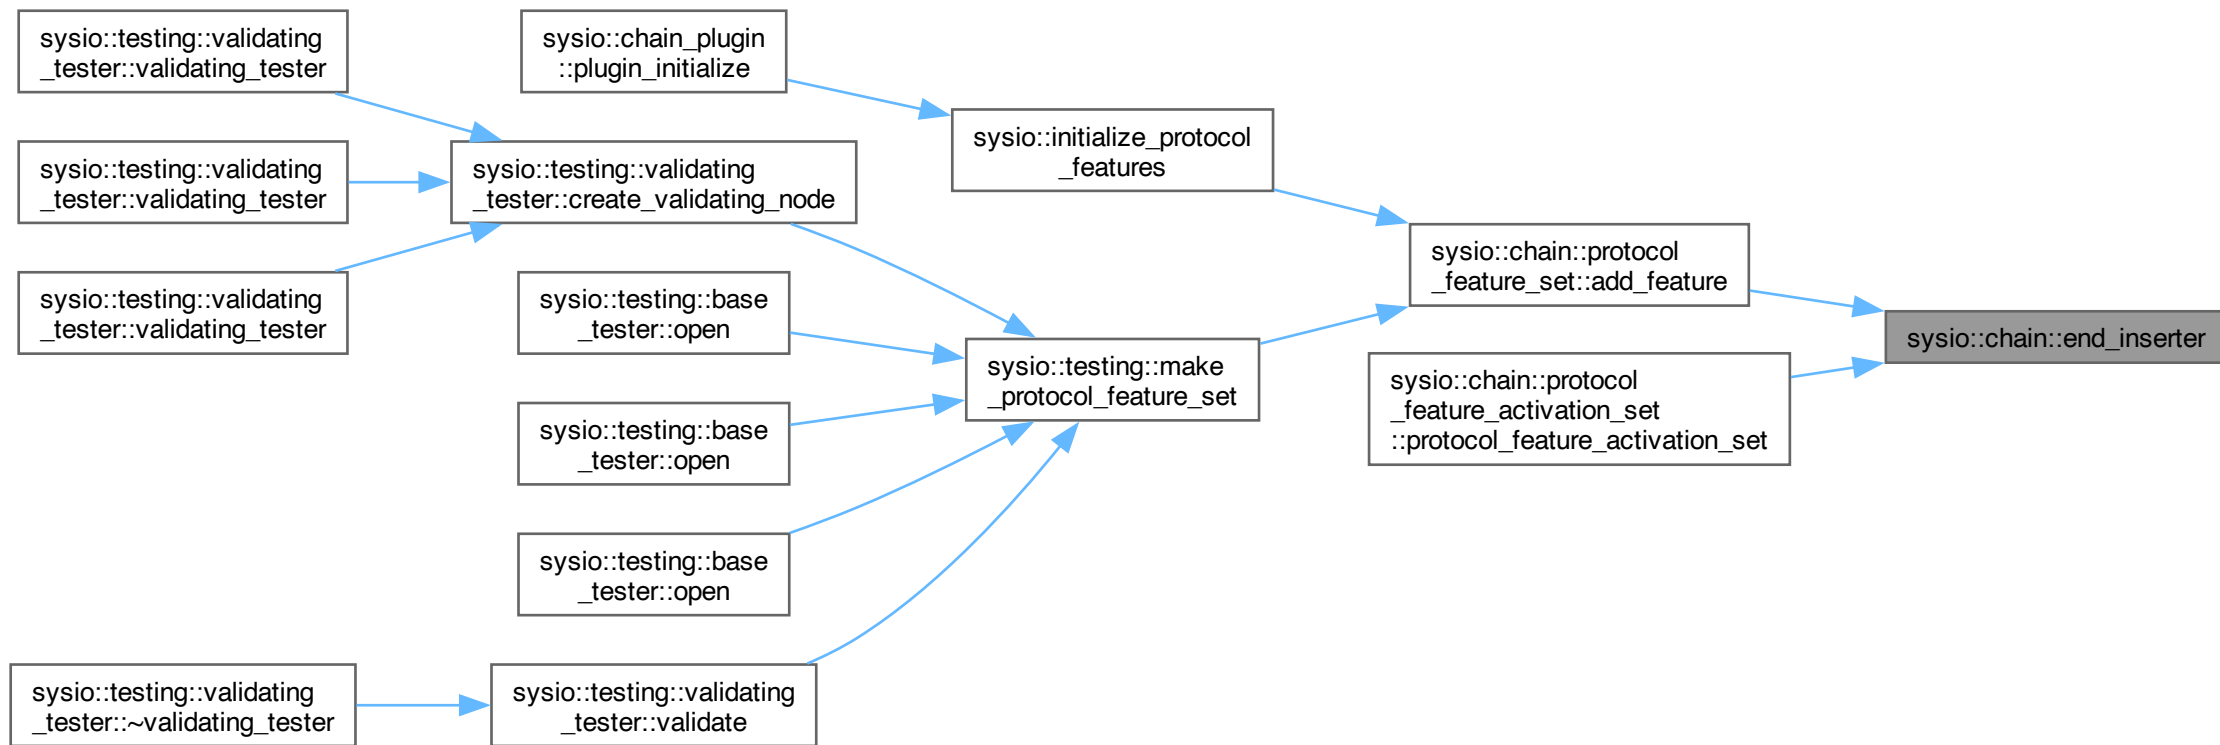 sysio::testing::validating
_tester::validating_tester
sysio::chain_plugin
::plugin_initialize
sysio::testing::validating
_tester::validating_tester
sysio::testing::validating
_tester::create_validating_node
sysio::initialize_protocol
_features
sysio::testing::validating
_tester::validating_tester
sysio::testing::base
_tester::open
sysio::chain::protocol
_feature_set::add_feature
sysio::chain::end_inserter
sysio::testing::make
_protocol_feature_set
sysio::chain::protocol
_feature_activation_set
::protocol_feature_activation_set
sysio::testing::base
_tester::open
sysio::testing::base
_tester::open
sysio::testing::validating
_tester::~validating_tester
sysio::testing::validating
_tester::validate